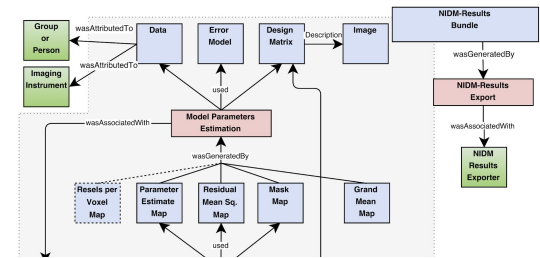 Group
or
Person
wasAttributedTo
Data
Error
Model
Design
Matrix
Description
Image
NIDM-Results
Bundle
wasAttributedTo
Imaging
Instrument
wasGeneratedBy
used
NIDM-Results
Export
wasAssociatedWith
Model Parameters
Estimation
wasAssociatedWith
NIDM
Results
Exporter
wasGeneratedBy
Resels per
Voxel
Map
Parameter
Estimate
Map
Residual
Mean Sq.
Map
Mask
Map
Grand
Mean
Map
used